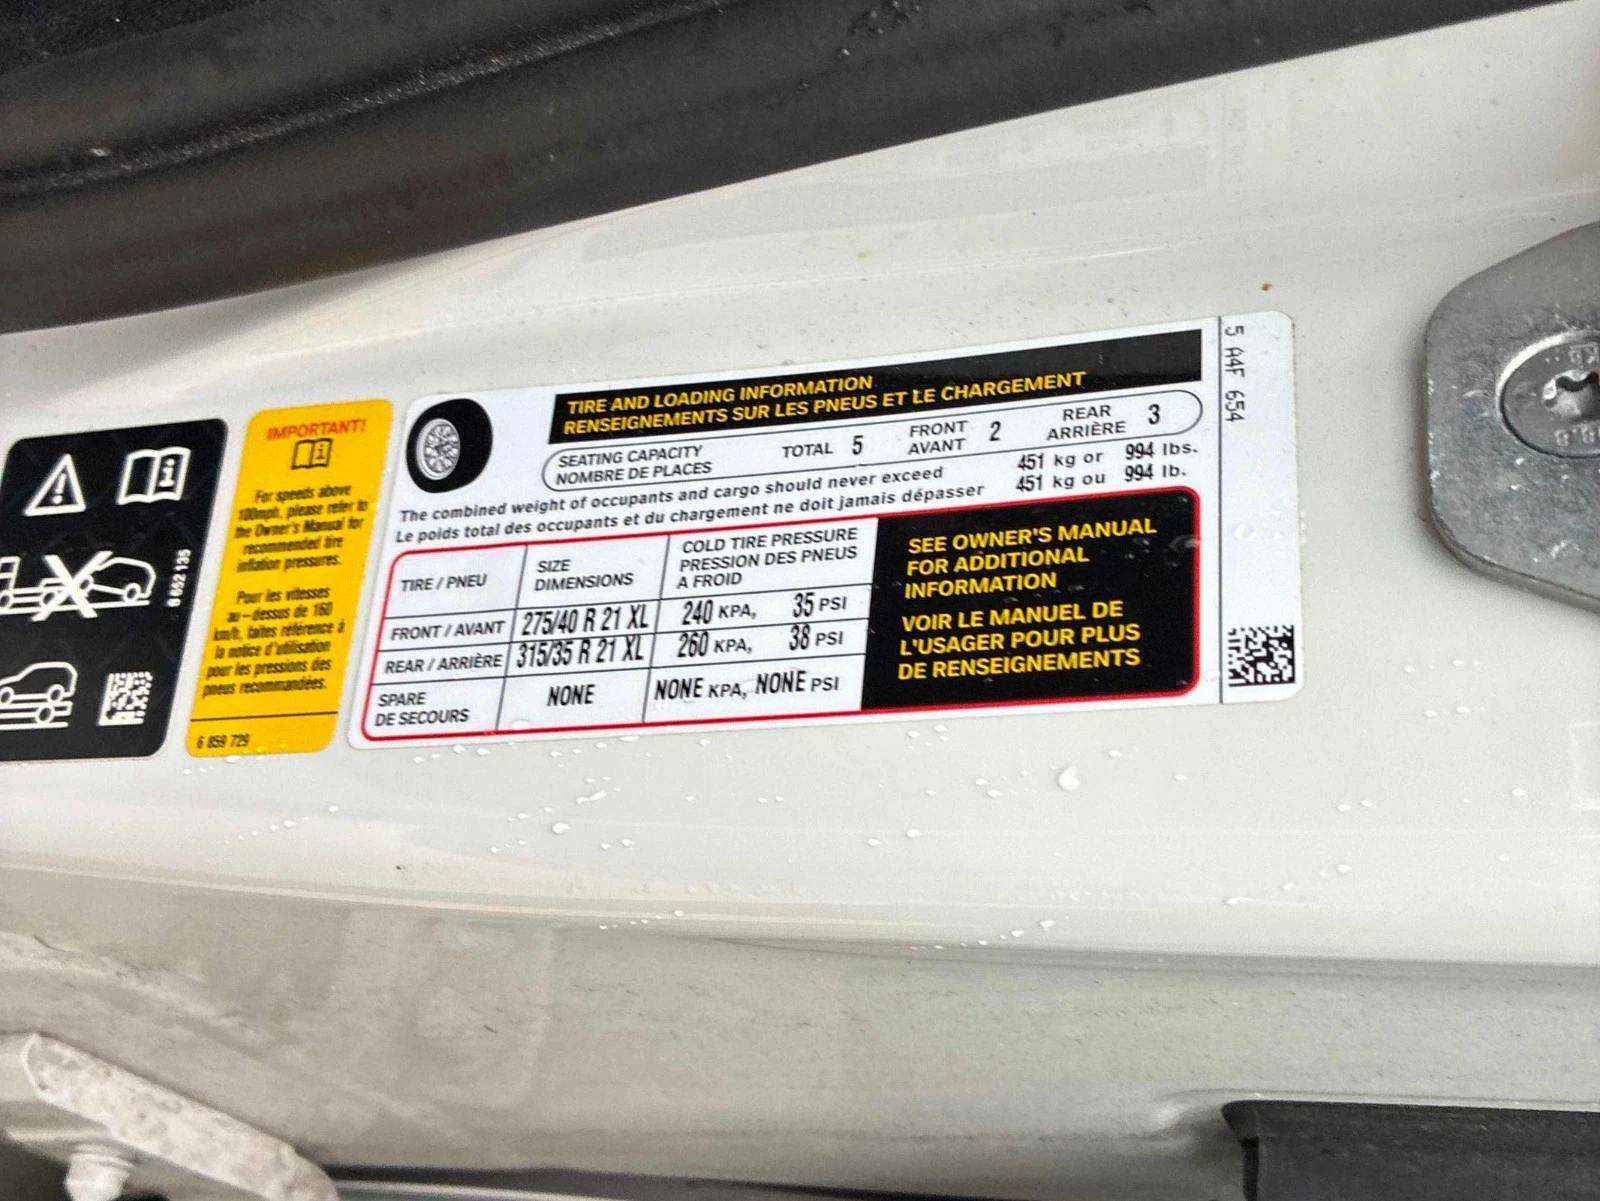 8 652 135
IMPORTANT!
For speeds above
100mph, please refer to
the Owner's Manual for
recommended tire
inflation pressures.
Pour les vitesses
au-dessus de 160
km/h, faites référence à
la notice d'utilisation
pour les pressions des
pneus recommandées.
6 859 729
TIRE AND LOADING INFORMATION
RENSEIGNEMENTS SUR LES PNEUS ET LE CHARGEMENT
SEATING CAPACITY TOTAL 5 FRONT 2 REAR 3
NOMBRE DE PLACES AVANT ARRIÈRE
The combined weight of occupants and cargo should never exceed 451 kg or 994 lbs.
Le poids total des occupants et du chargement ne doit jamais dépasser 451 kg ou 994 lb.
TIRE / PNEU
SIZE
DIMENSIONS
COLD TIRE PRESSURE
PRESSION DES PNEUS
A FROID
FRONT / AVANT 275/40 R 21 XL 240 KPA, 35 PSI
REAR / ARRIÈRE 315/35 R 21 XL 260 KPA, 38 PSI
SPARE
DE SECOURS NONE NONE KPA, NONE PSI
SEE OWNER'S MANUAL
FOR ADDITIONAL
INFORMATION
VOIR LE MANUEL DE
L'USAGER POUR PLUS
DE RENSEIGNEMENTS
5 A4F 654